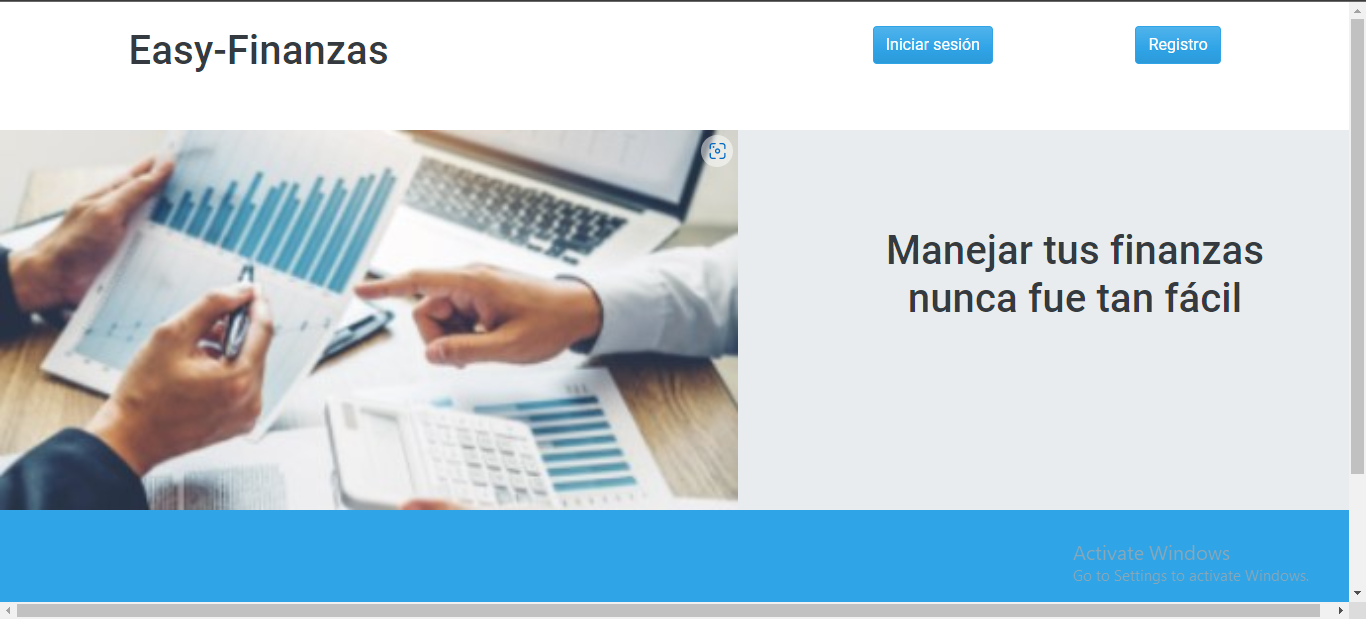 Easy-Finanzas
Iniciar sesión
Registro
Manejar tus finanzas
nunca fue tan fácil
Activate Windows
Go to Settings to activate Windows.